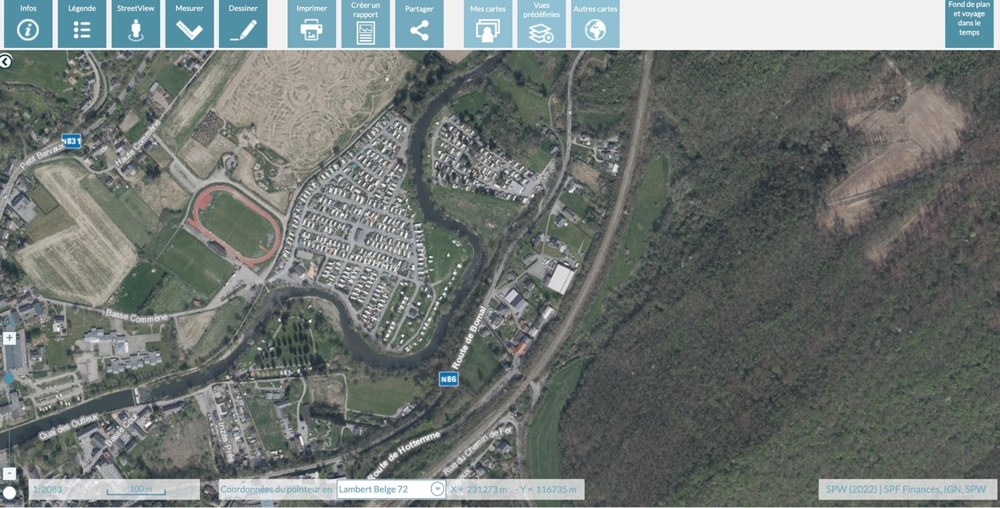 Infos
Légende
StreetView
Mesurer
Dessiner
Imprimer
Créer un
rapport
Partager
Mes cartes
Vues
prédéfinies
Autres cartes
Fond de plan
et voyage
dans le
temps
N831
Petit Barvaux
Haute Commène
Basse Commène
Route de Bomal
N86
Quai des Outleux
Basse Cour
Inzès Prés
Route de Hottemme
Rue du Chemin de Fer
+
-
1: 2083
100 m
Coordonnées du pointeur en
Lambert Belge 72
X = 231273 m - Y = 116735 m
SPW (2022) | SPF Finances, IGN, SPW